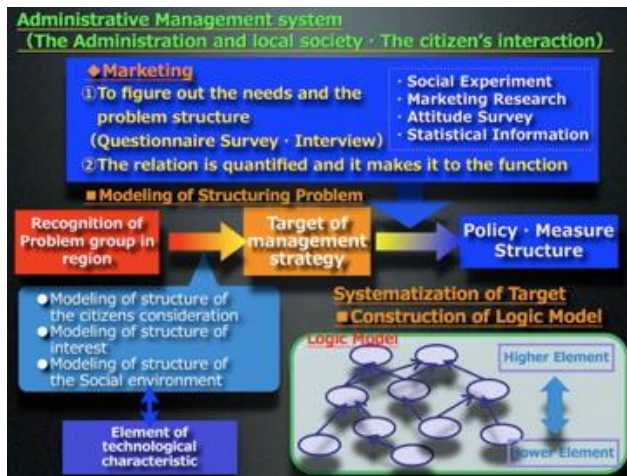 Administrative Management system
(The Administration and local society・The citizen's interaction)
◆Marketing
①To figure out the needs and the
problem structure
(Questionnaire Survey・Interview)
②The relation is quantified and it makes it to the function
・Social Experiment
・Marketing Research
・Attitude Survey
・Statistical Information
■Modeling of Structuring Problem
Recognition of
Problem group in
region
Target of
management
strategy
Policy・Measure
Structure
●Modeling of structure of
the citizens consideration
●Modeling of structure of
interest
●Modeling of structure of
the Social environment
Element of
technological
characteristic
Systematization of Target
■Construction of Logic Model
Logic Model
Higher Element
Lower Element